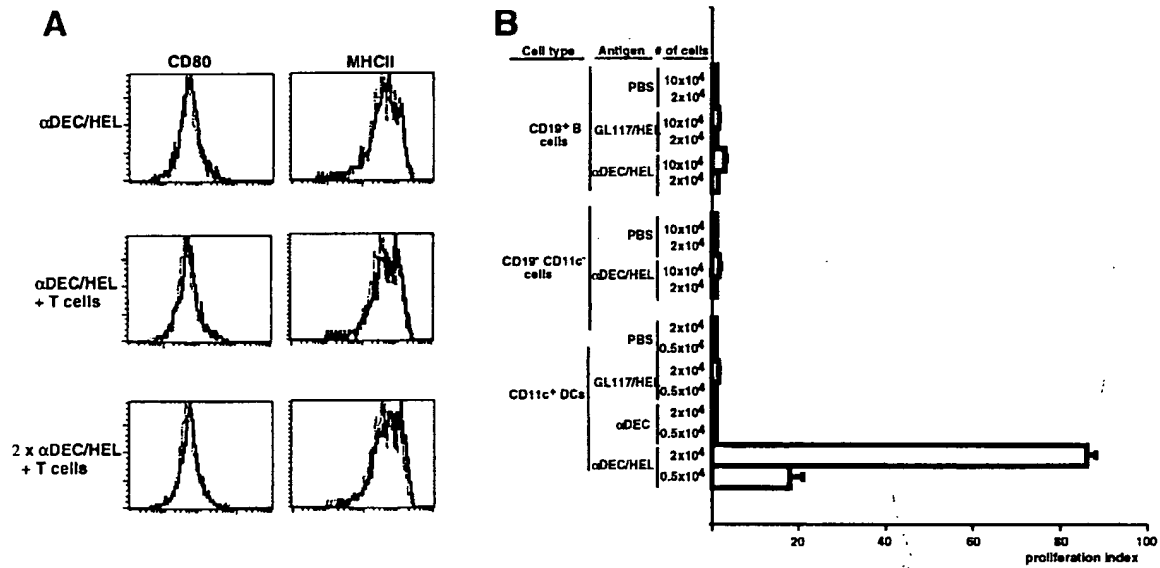 A
CD80 MHCII
αDEC/HEL
αDEC/HEL
+ T cells
2 x αDEC/HEL
+ T cells
B
Cell type Antigen # of cells
CD19+ B
cells
PBS
10x10⁴
2x10⁴
GL117/HEL
10x10⁴
2x10⁴
αDEC/HEL
10x10⁴
2x10⁴
CD19- CD11c-
cells
PBS
10x10⁴
2x10⁴
αDEC/HEL
10x10⁴
2x10⁴
CD11c+ DCs
PBS
2x10⁴
0.5x10⁴
GL117/HEL
2x10⁴
0.5x10⁴
αDEC
2x10⁴
0.5x10⁴
αDEC/HEL
2x10⁴
0.5x10⁴
20 40 60 80 100
proliferation index